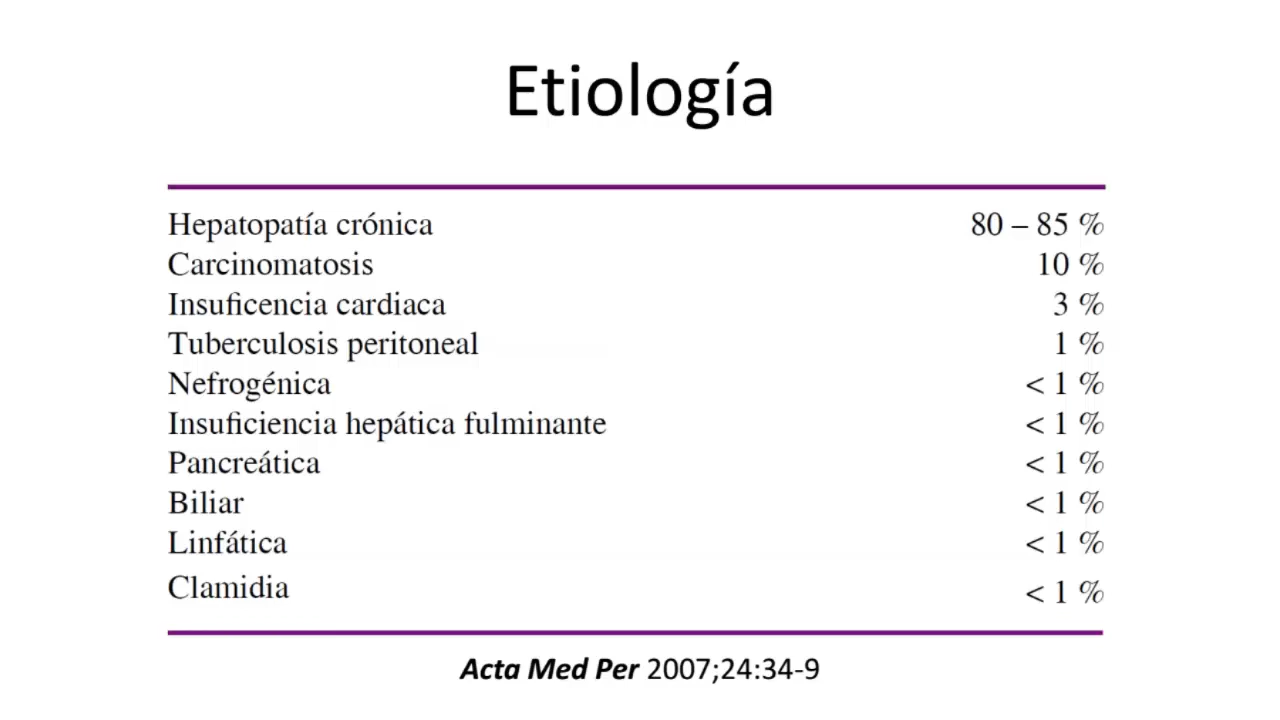 Etiología
Hepatopatía crónica 80 – 85 %
Carcinomatosis 10 %
Insuficencia cardiaca 3 %
Tuberculosis peritoneal 1 %
Nefrogénica < 1 %
Insuficiencia hepática fulminante < 1 %
Pancreática < 1 %
Biliar < 1 %
Linfática < 1 %
Clamidia < 1 %
Acta Med Per 2007;24:34-9